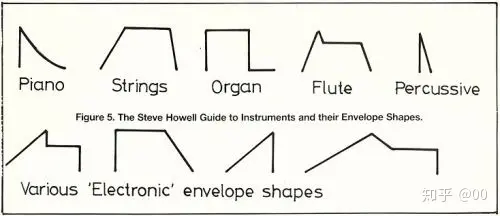 Piano Strings Organ Flute Percussive
Figure 5. The Steve Howell Guide to Instruments and their Envelope Shapes.
Various 'Electronic' envelope shapes
知乎 @00